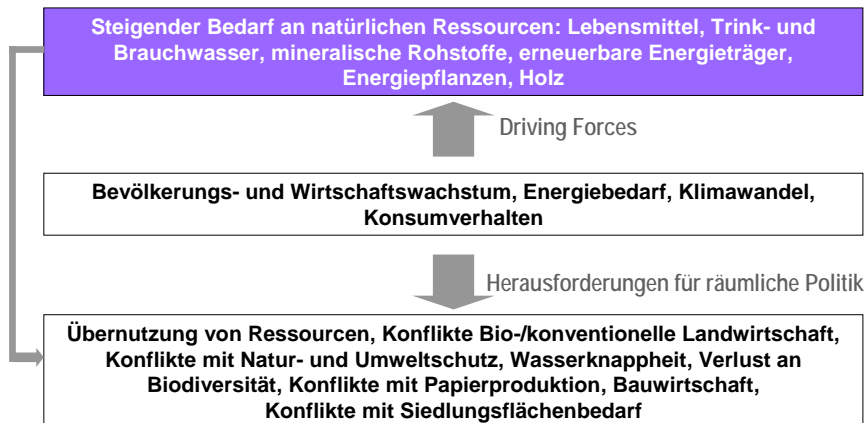 Steigender Bedarf an natürlichen Ressourcen: Lebensmittel, Trink- und
Brauchwasser, mineralische Rohstoffe, erneuerbare Energieträger,
Energiepflanzen, Holz
Driving Forces
Bevölkerungs- und Wirtschaftswachstum, Energiebedarf, Klimawandel,
Konsumverhalten
Herausforderungen für räumliche Politik
Übernutzung von Ressourcen, Konflikte Bio-/konventionelle Landwirtschaft,
Konflikte mit Natur- und Umweltschutz, Wasserknappheit, Verlust an
Biodiversität, Konflikte mit Papierproduktion, Bauwirtschaft,
Konflikte mit Siedlungsflächenbedarf